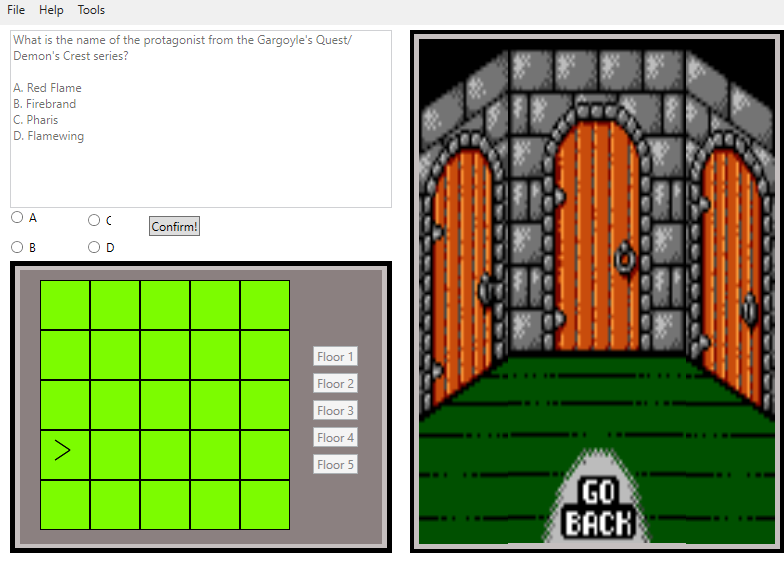 File Help Tools
What is the name of the protagonist from the Gargoyle's Quest/
Demon's Crest series?
A. Red Flame
B. Firebrand
C. Pharis
D. Flamewing
A C Confirm!
B D
Floor 1
Floor 2
Floor 3
Floor 4
Floor 5
GO
BACK